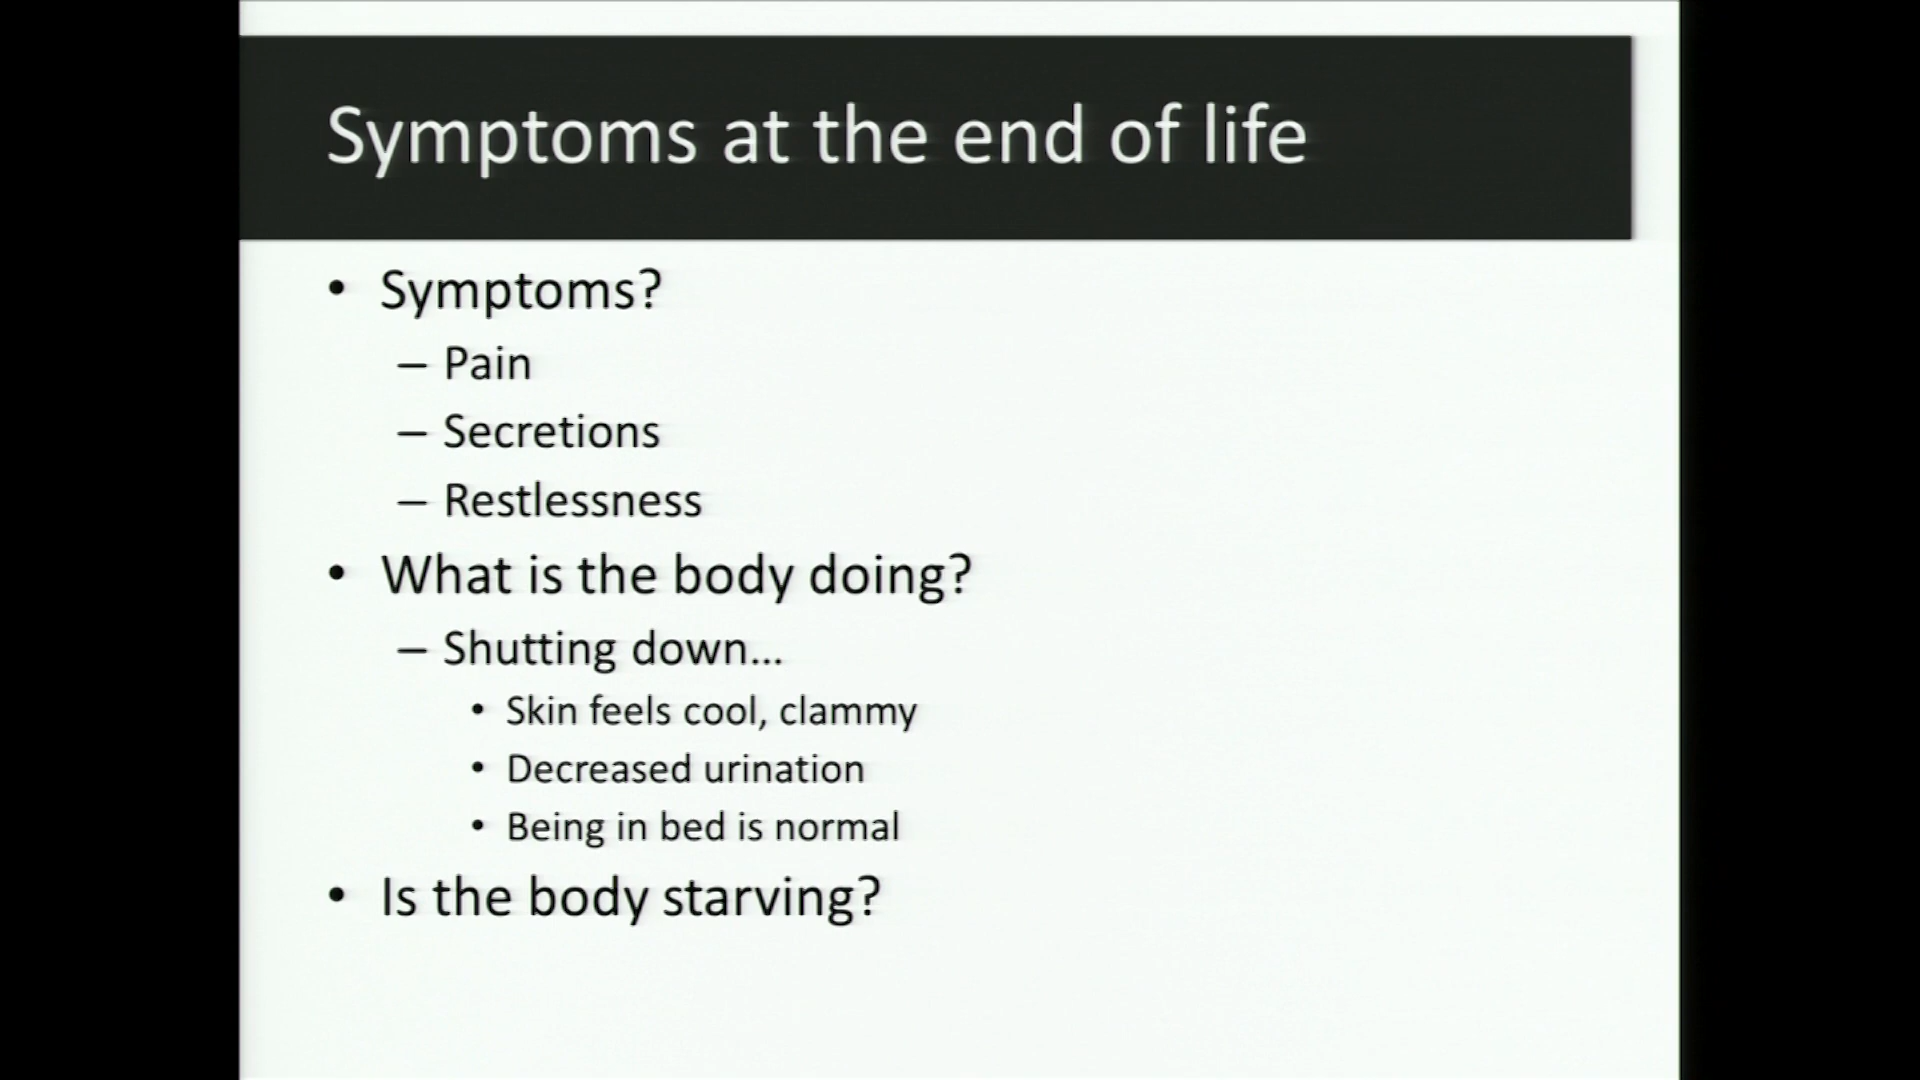 Symptoms at the end of life
• Symptoms?
– Pain
– Secretions
– Restlessness
• What is the body doing?
– Shutting down...
• Skin feels cool, clammy
• Decreased urination
• Being in bed is normal
• Is the body starving?